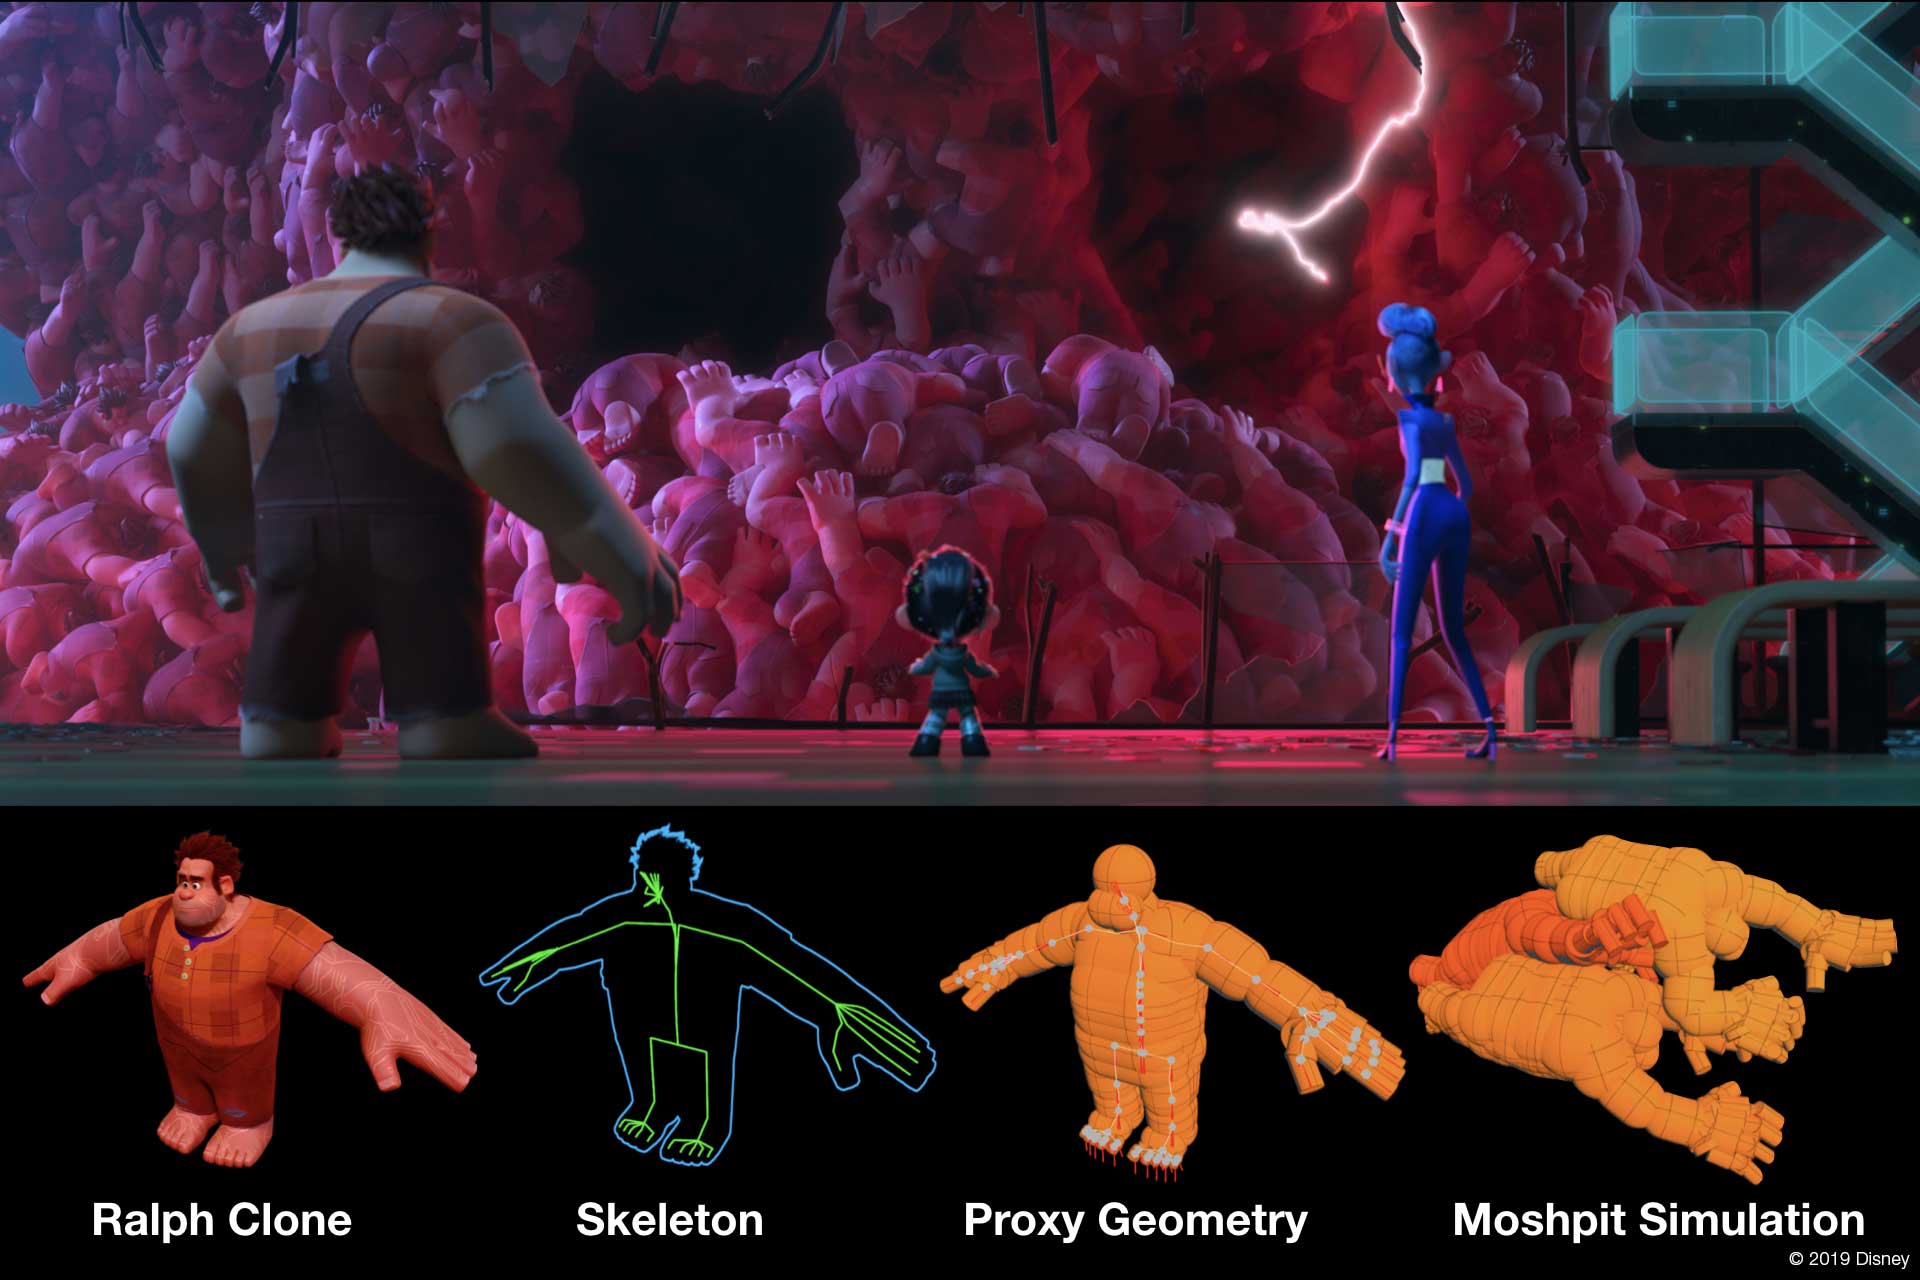 Ralph Clone
Skeleton
Proxy Geometry
Moshpit Simulation
© 2019 Disney